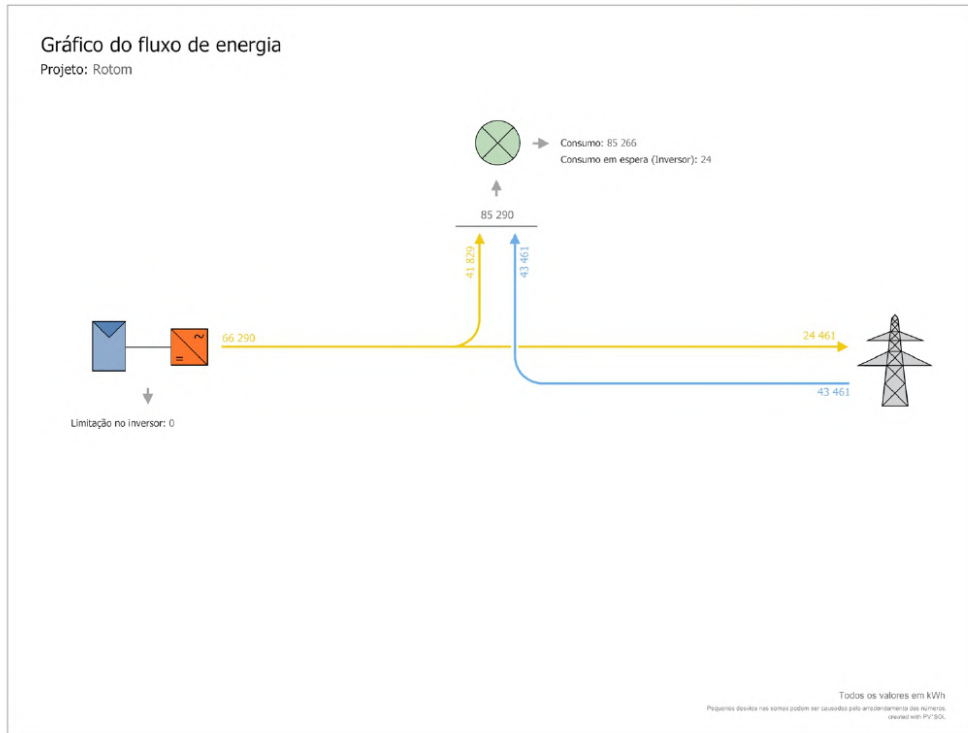 Gráfico do fluxo de energia
Projeto: Rotom
Consumo: 85 266
Consumo em espera (Inversor): 24
85 290
41 829
43 461
66 290
24 461
43 461
Limitação no inversor: 0
Todos os valores em kWh
Pequenos desvios nas somas podem ser causados pelo arredondamento dos números.
created with PV*SOL